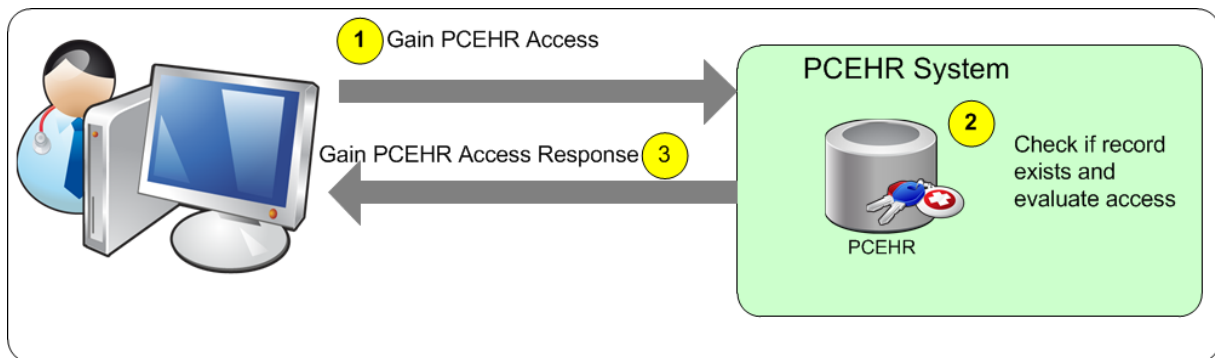 1 Gain PCEHR Access
PCEHR System
2
Check if record
exists and
evaluate access
Gain PCEHR Access Response 3
PCEHR